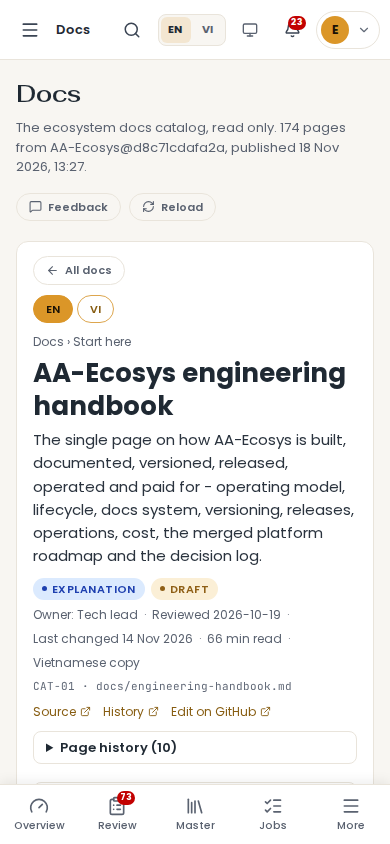 Docs
EN VI
23
E
Docs
The ecosystem docs catalog, read only. 174 pages
from AA-Ecosys@d8c71cdafa2a, published 18 Nov
2026, 13:27.
Feedback Reload
All docs
EN VI
Docs › Start here
AA-Ecosys engineering
handbook
The single page on how AA-Ecosys is built,
documented, versioned, released,
operated and paid for - operating model,
lifecycle, docs system, versioning, releases,
operations, cost, the merged platform
roadmap and the decision log.
EXPLANATION DRAFT
Owner: Tech lead · Reviewed 2026-10-19 ·
Last changed 14 Nov 2026 · 66 min read ·
Vietnamese copy
CAT-01 · docs/engineering-handbook.md
Source History Edit on GitHub
Page history (10)
73
Overview Review Master Jobs More